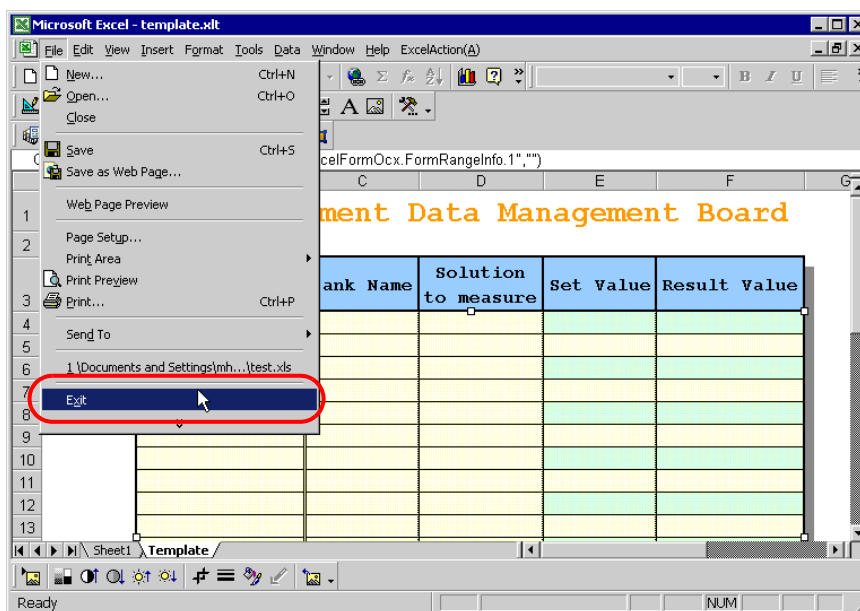 Microsoft Excel - template.xlt
File Edit View Insert Format Tools Data Window Help ExcelAction(A)
New... Ctrl+N
Open... Ctrl+O
Close
Save Ctrl+S
Save as Web Page...
Web Page Preview
Page Setup...
Print Area
Print Preview
Print... Ctrl+P
Send To
1 \Documents and Settings\mh...\test.xls
Exit
Σ fx
B I U
A
celFormOcx.FormRangeInfo.1","")
C D E F G
1 ment Data Management Board
2
3 ank Name Solution to measure Set Value Result Value
4
5
6
7
8
9
10
11
12
13
Sheet1 Template
Ready NUM